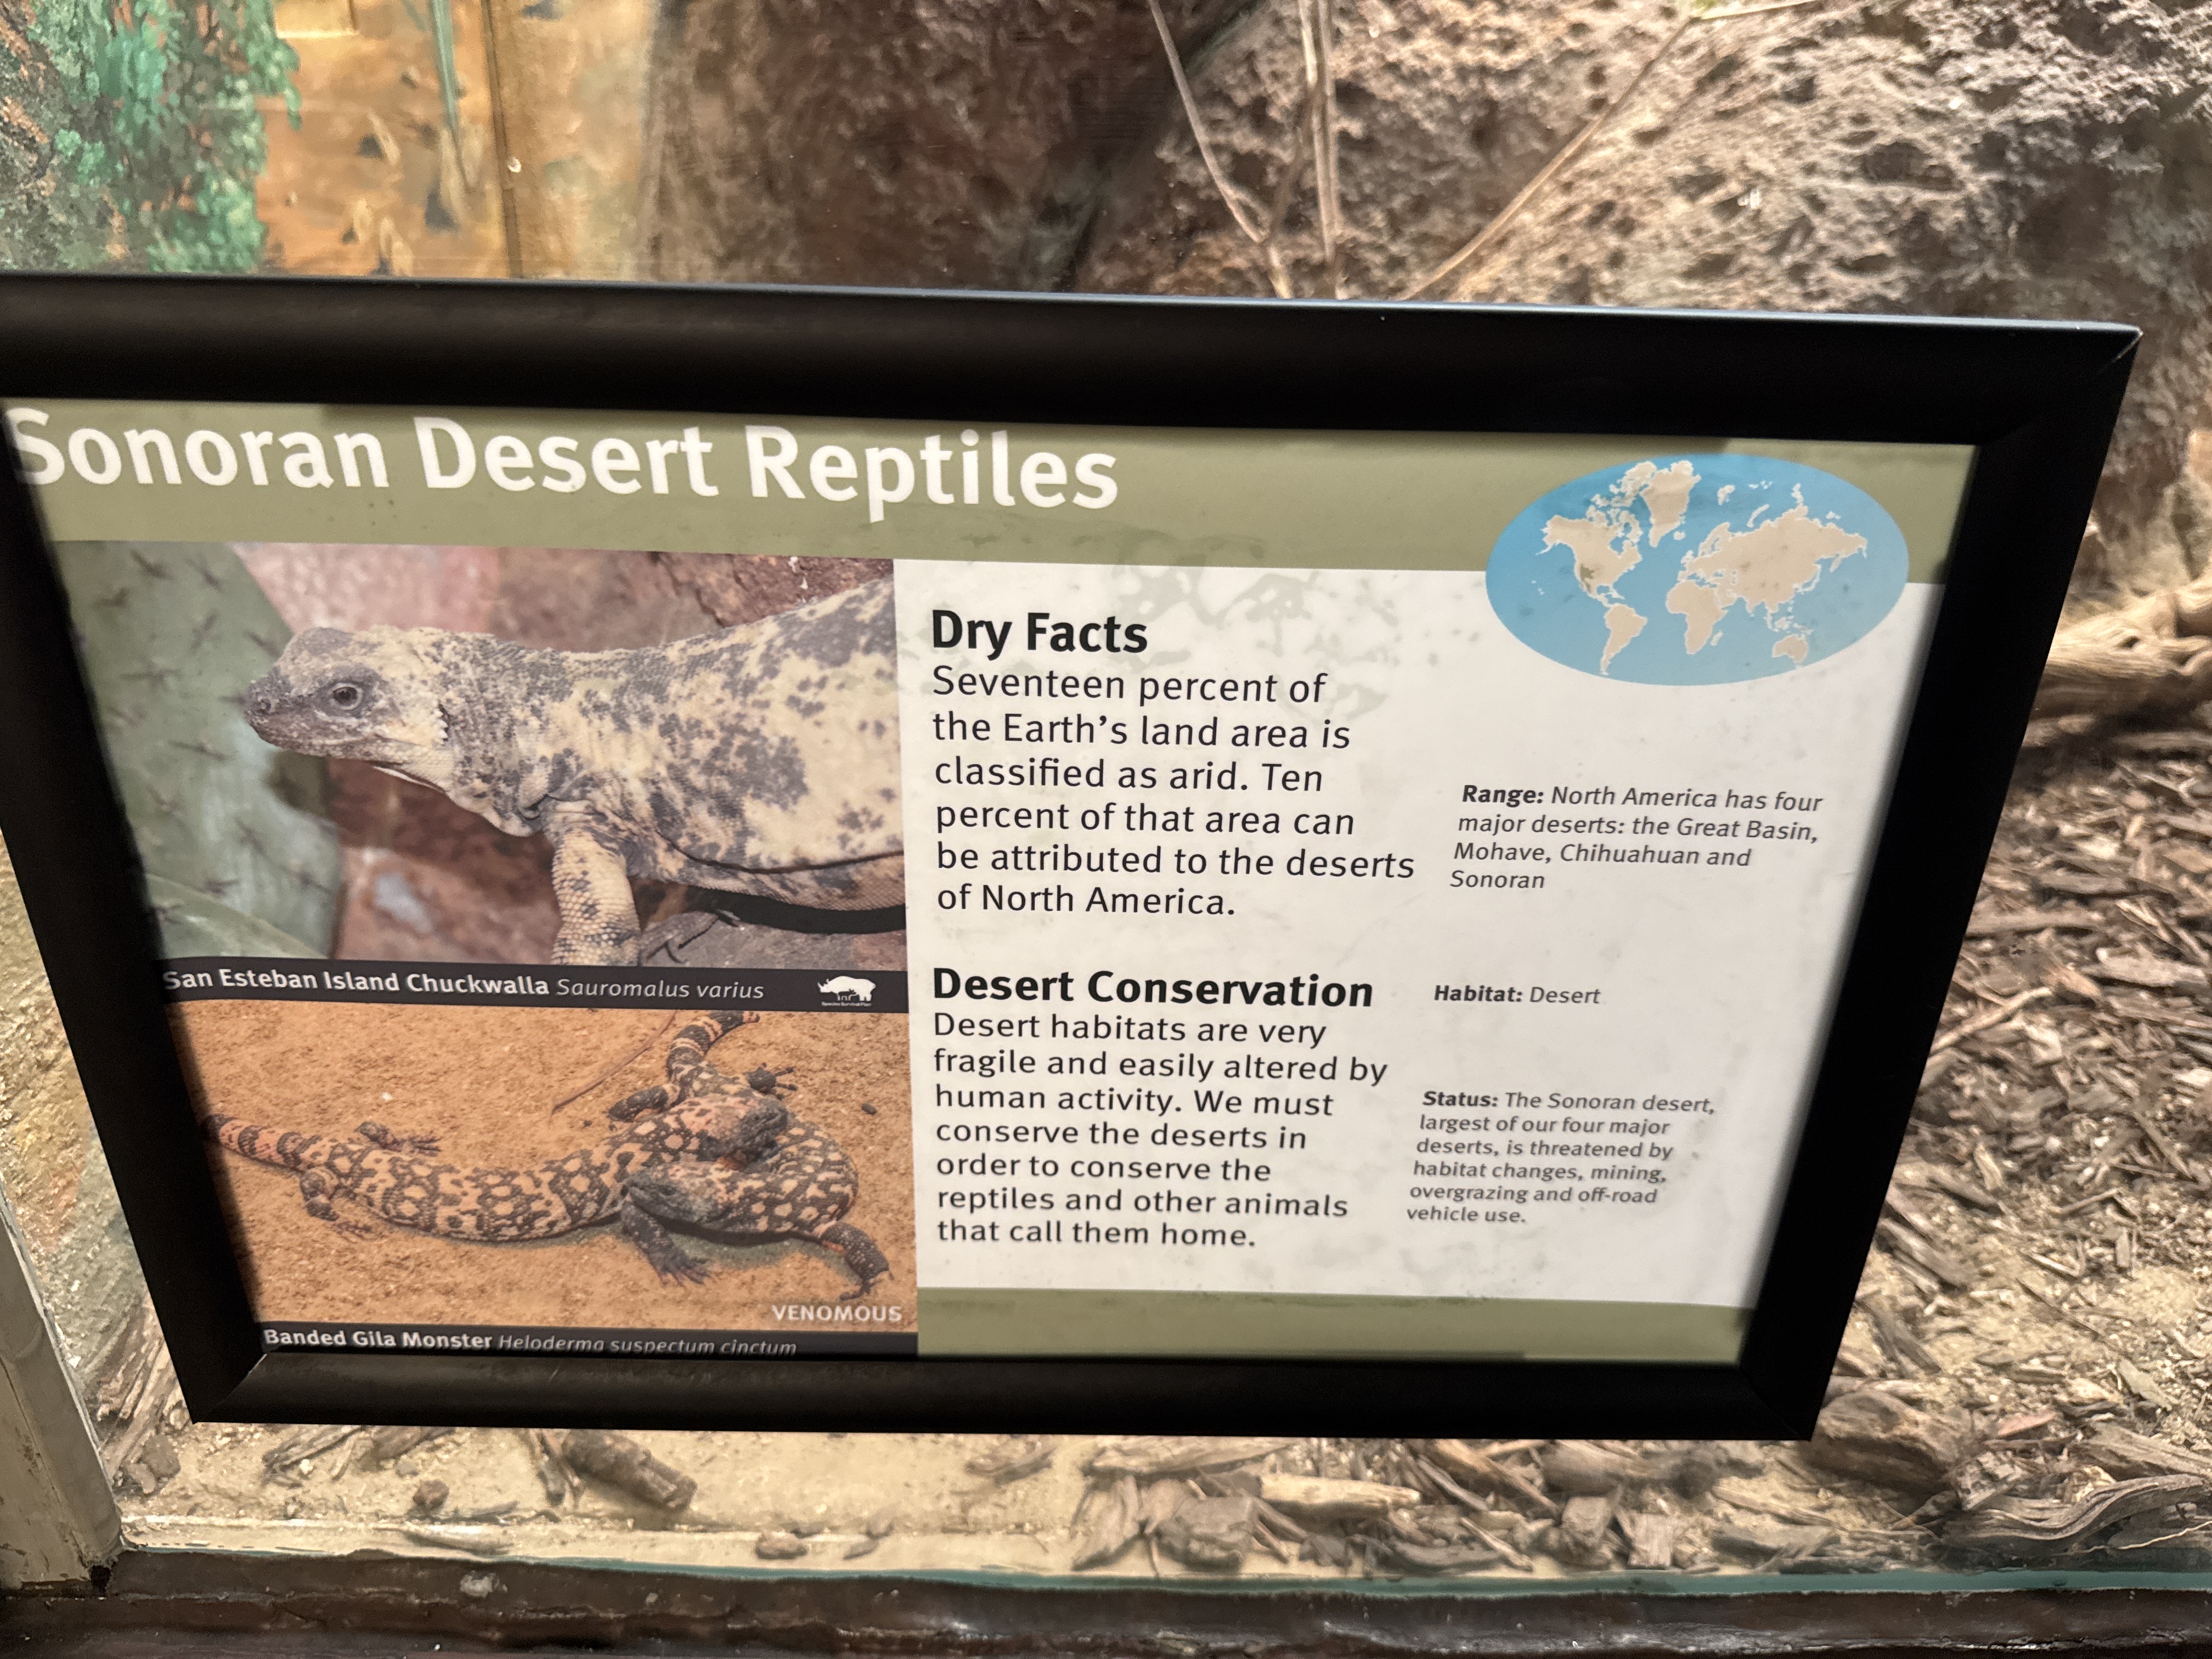 Sonoran Desert Reptiles
Dry Facts
Seventeen percent of
the Earth's land area is
classified as arid. Ten
percent of that area can
be attributed to the deserts
of North America.
Desert Conservation
Desert habitats are very
fragile and easily altered by
human activity. We must
conserve the deserts in
order to conserve the
reptiles and other animals
that call them home.
Range: North America has four
major deserts: the Great Basin,
Mohave, Chihuahuan and
Sonoran
Habitat: Desert
Status: The Sonoran desert,
largest of our four major
deserts, is threatened by
habitat changes, mining,
overgrazing and off-road
vehicle use.
San Esteban Island Chuckwalla Sauromalus varius
Species Survival Plan
VENOMOUS
Banded Gila Monster Heloderma suspectum cinctum